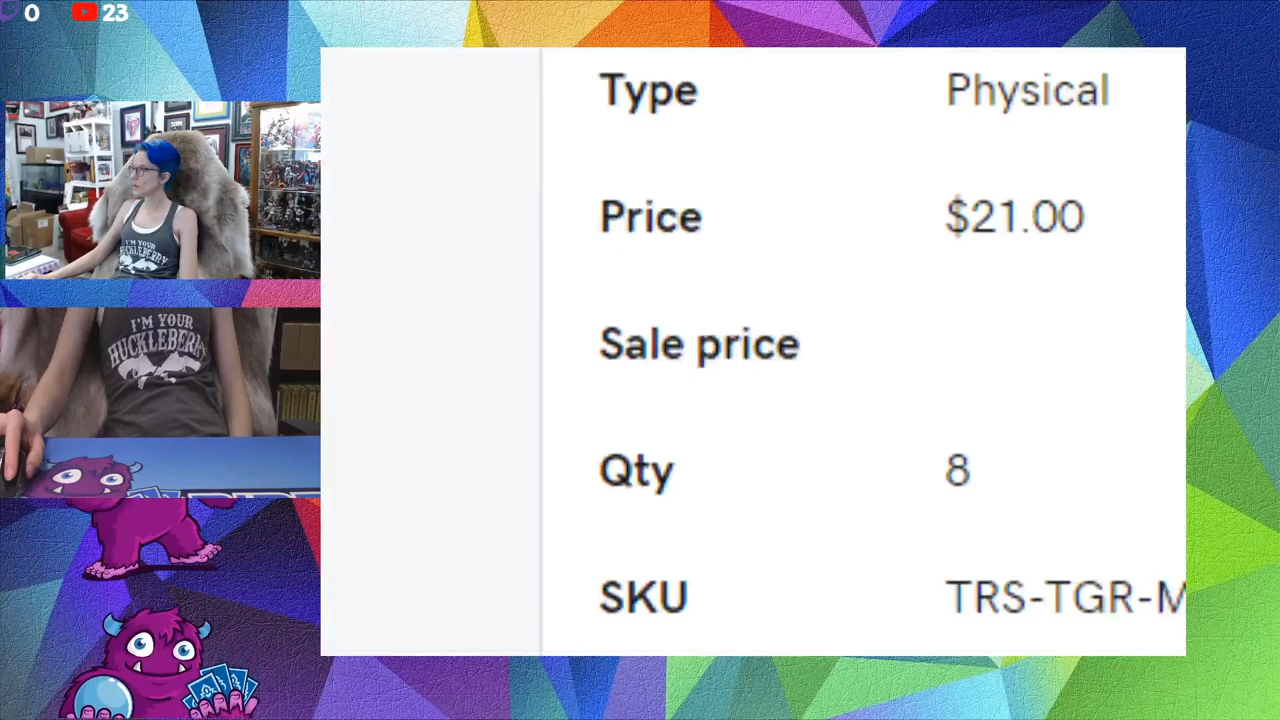 0 23
Type Physical
Price $21.00
Sale price
Qty 8
SKU TRS-TGR-M
I'M YOUR
HUCKLEBERRY
I'M YOUR
HUCKLEBERRY